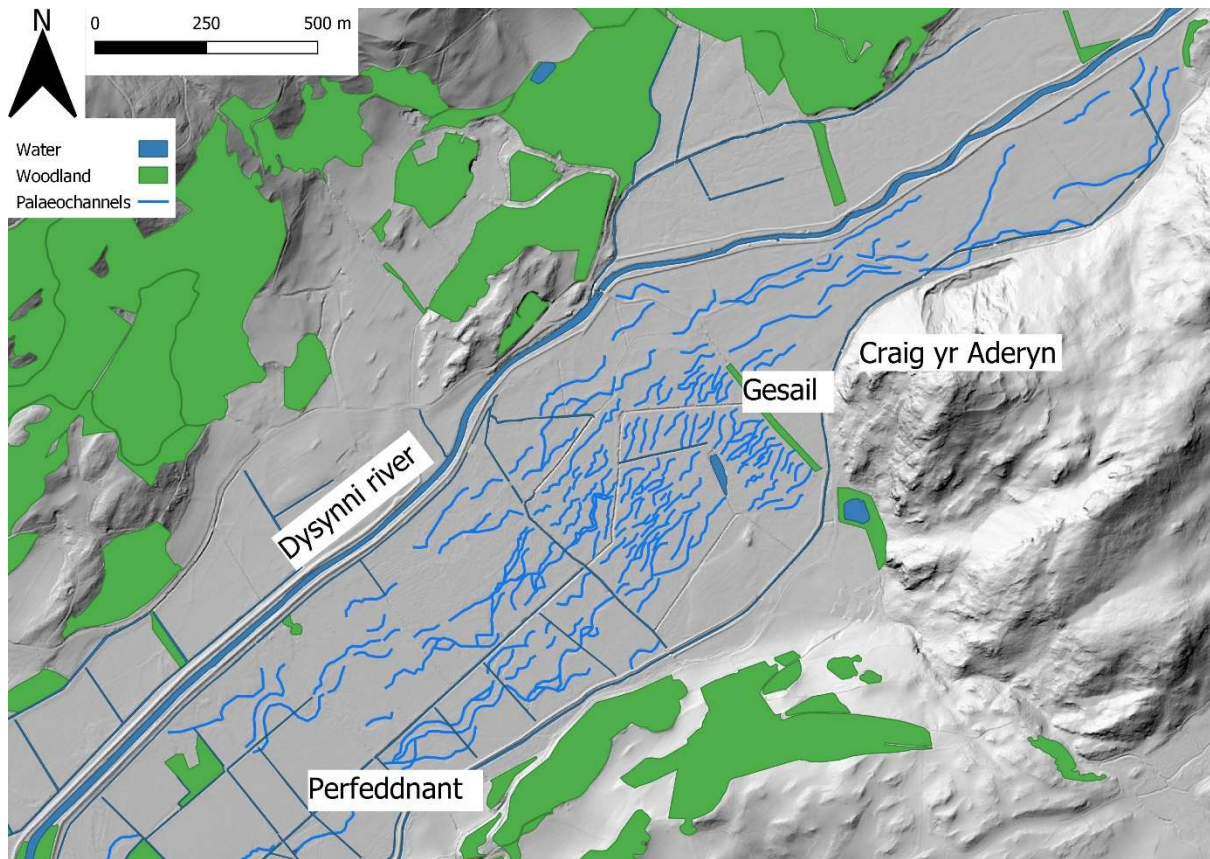 N
0 250 500 m
Water
Woodland
Palaeochannels
Craig yr Aderyn
Gesail
Dysynni river
Perfeddnant